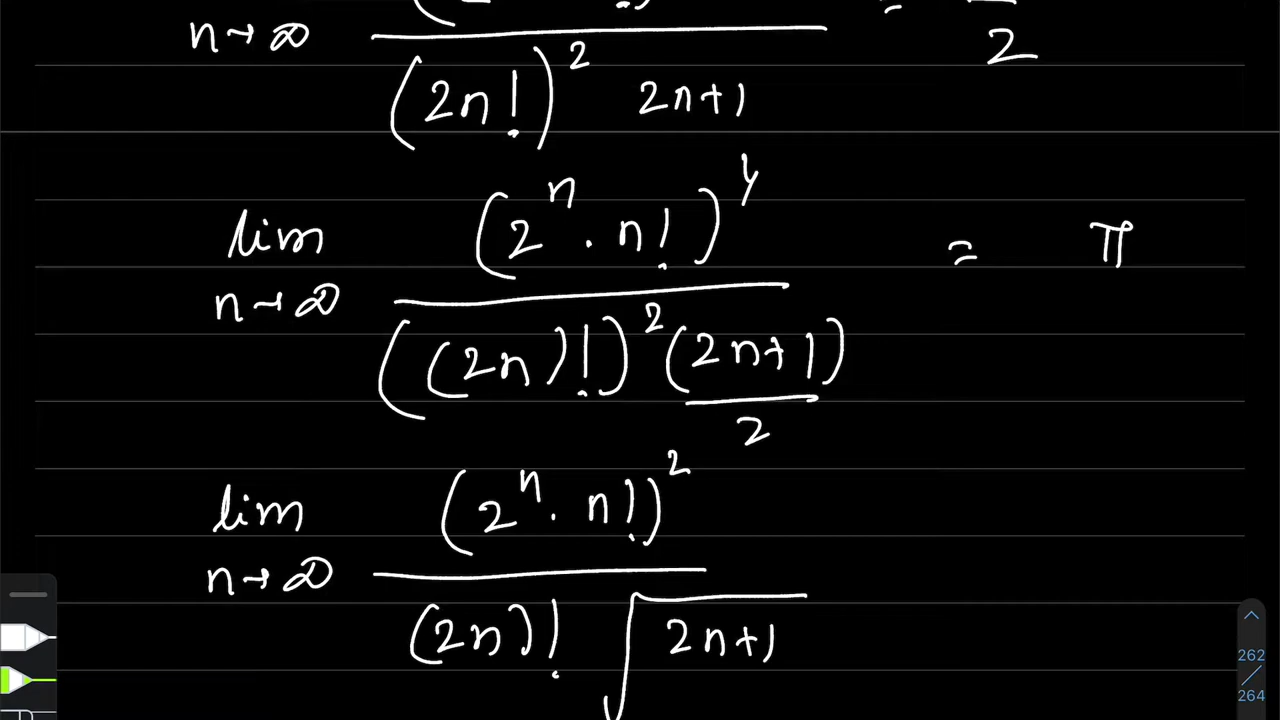 n→∞ (2n!)² 2n+1 = 2
lim n→∞ (2ⁿ · n!)⁴ / ((2n)!)² (2n+1)/2 = π
lim n→∞ (2ⁿ · n!)² / (2n)! √2n+1
262
264